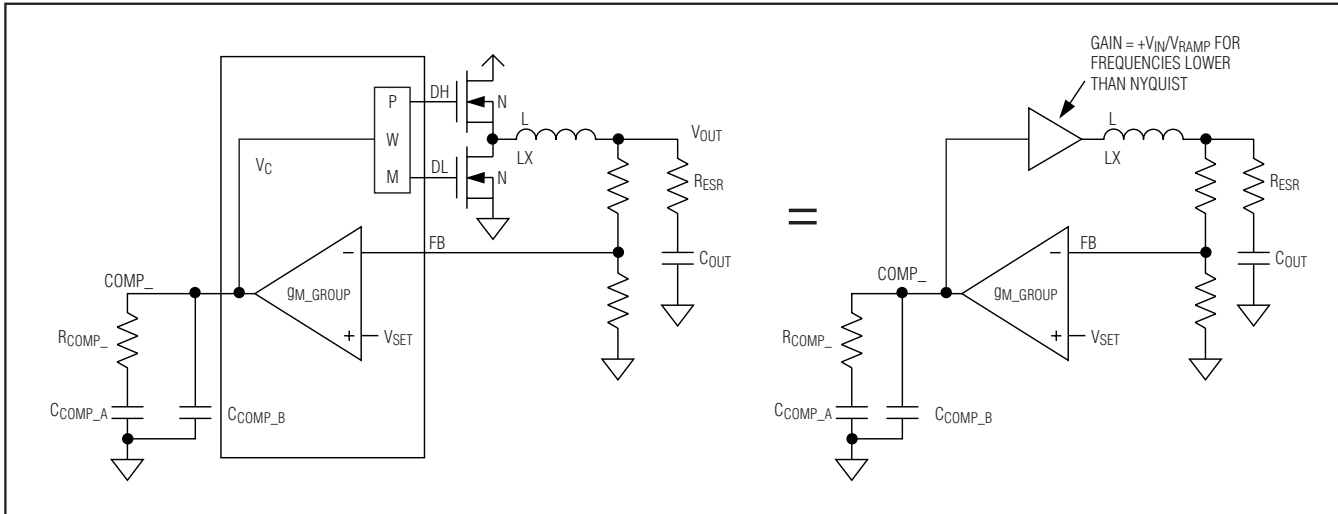 GAIN = +VIN/VRAMP FOR
FREQUENCIES LOWER
THAN NYQUIST
P
W
M
DH
N
L
LX
VOUT
DL
N
VC
RESR
COUT
FB
COMP_
gM_GROUP
−
+
VSET
RCOMP_
CCOMP_A
CCOMP_B
=
L
LX
RESR
COUT
FB
COMP_
gM_GROUP
−
+
VSET
RCOMP_
CCOMP_A
CCOMP_B